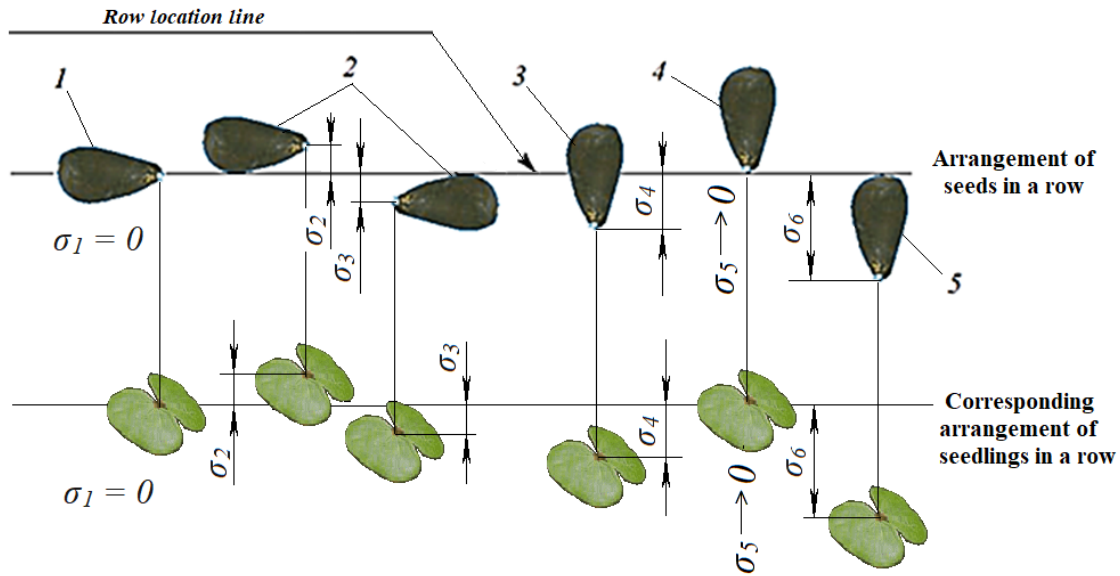 Row location line
1
2
3
4
Arrangement of
seeds in a row
σ1 = 0
σ2
σ3
σ4
σ5→0
σ6
5
σ3
σ4
σ2
σ6
Corresponding
arrangement of
seedlings in a row
σ1 = 0
σ5→0